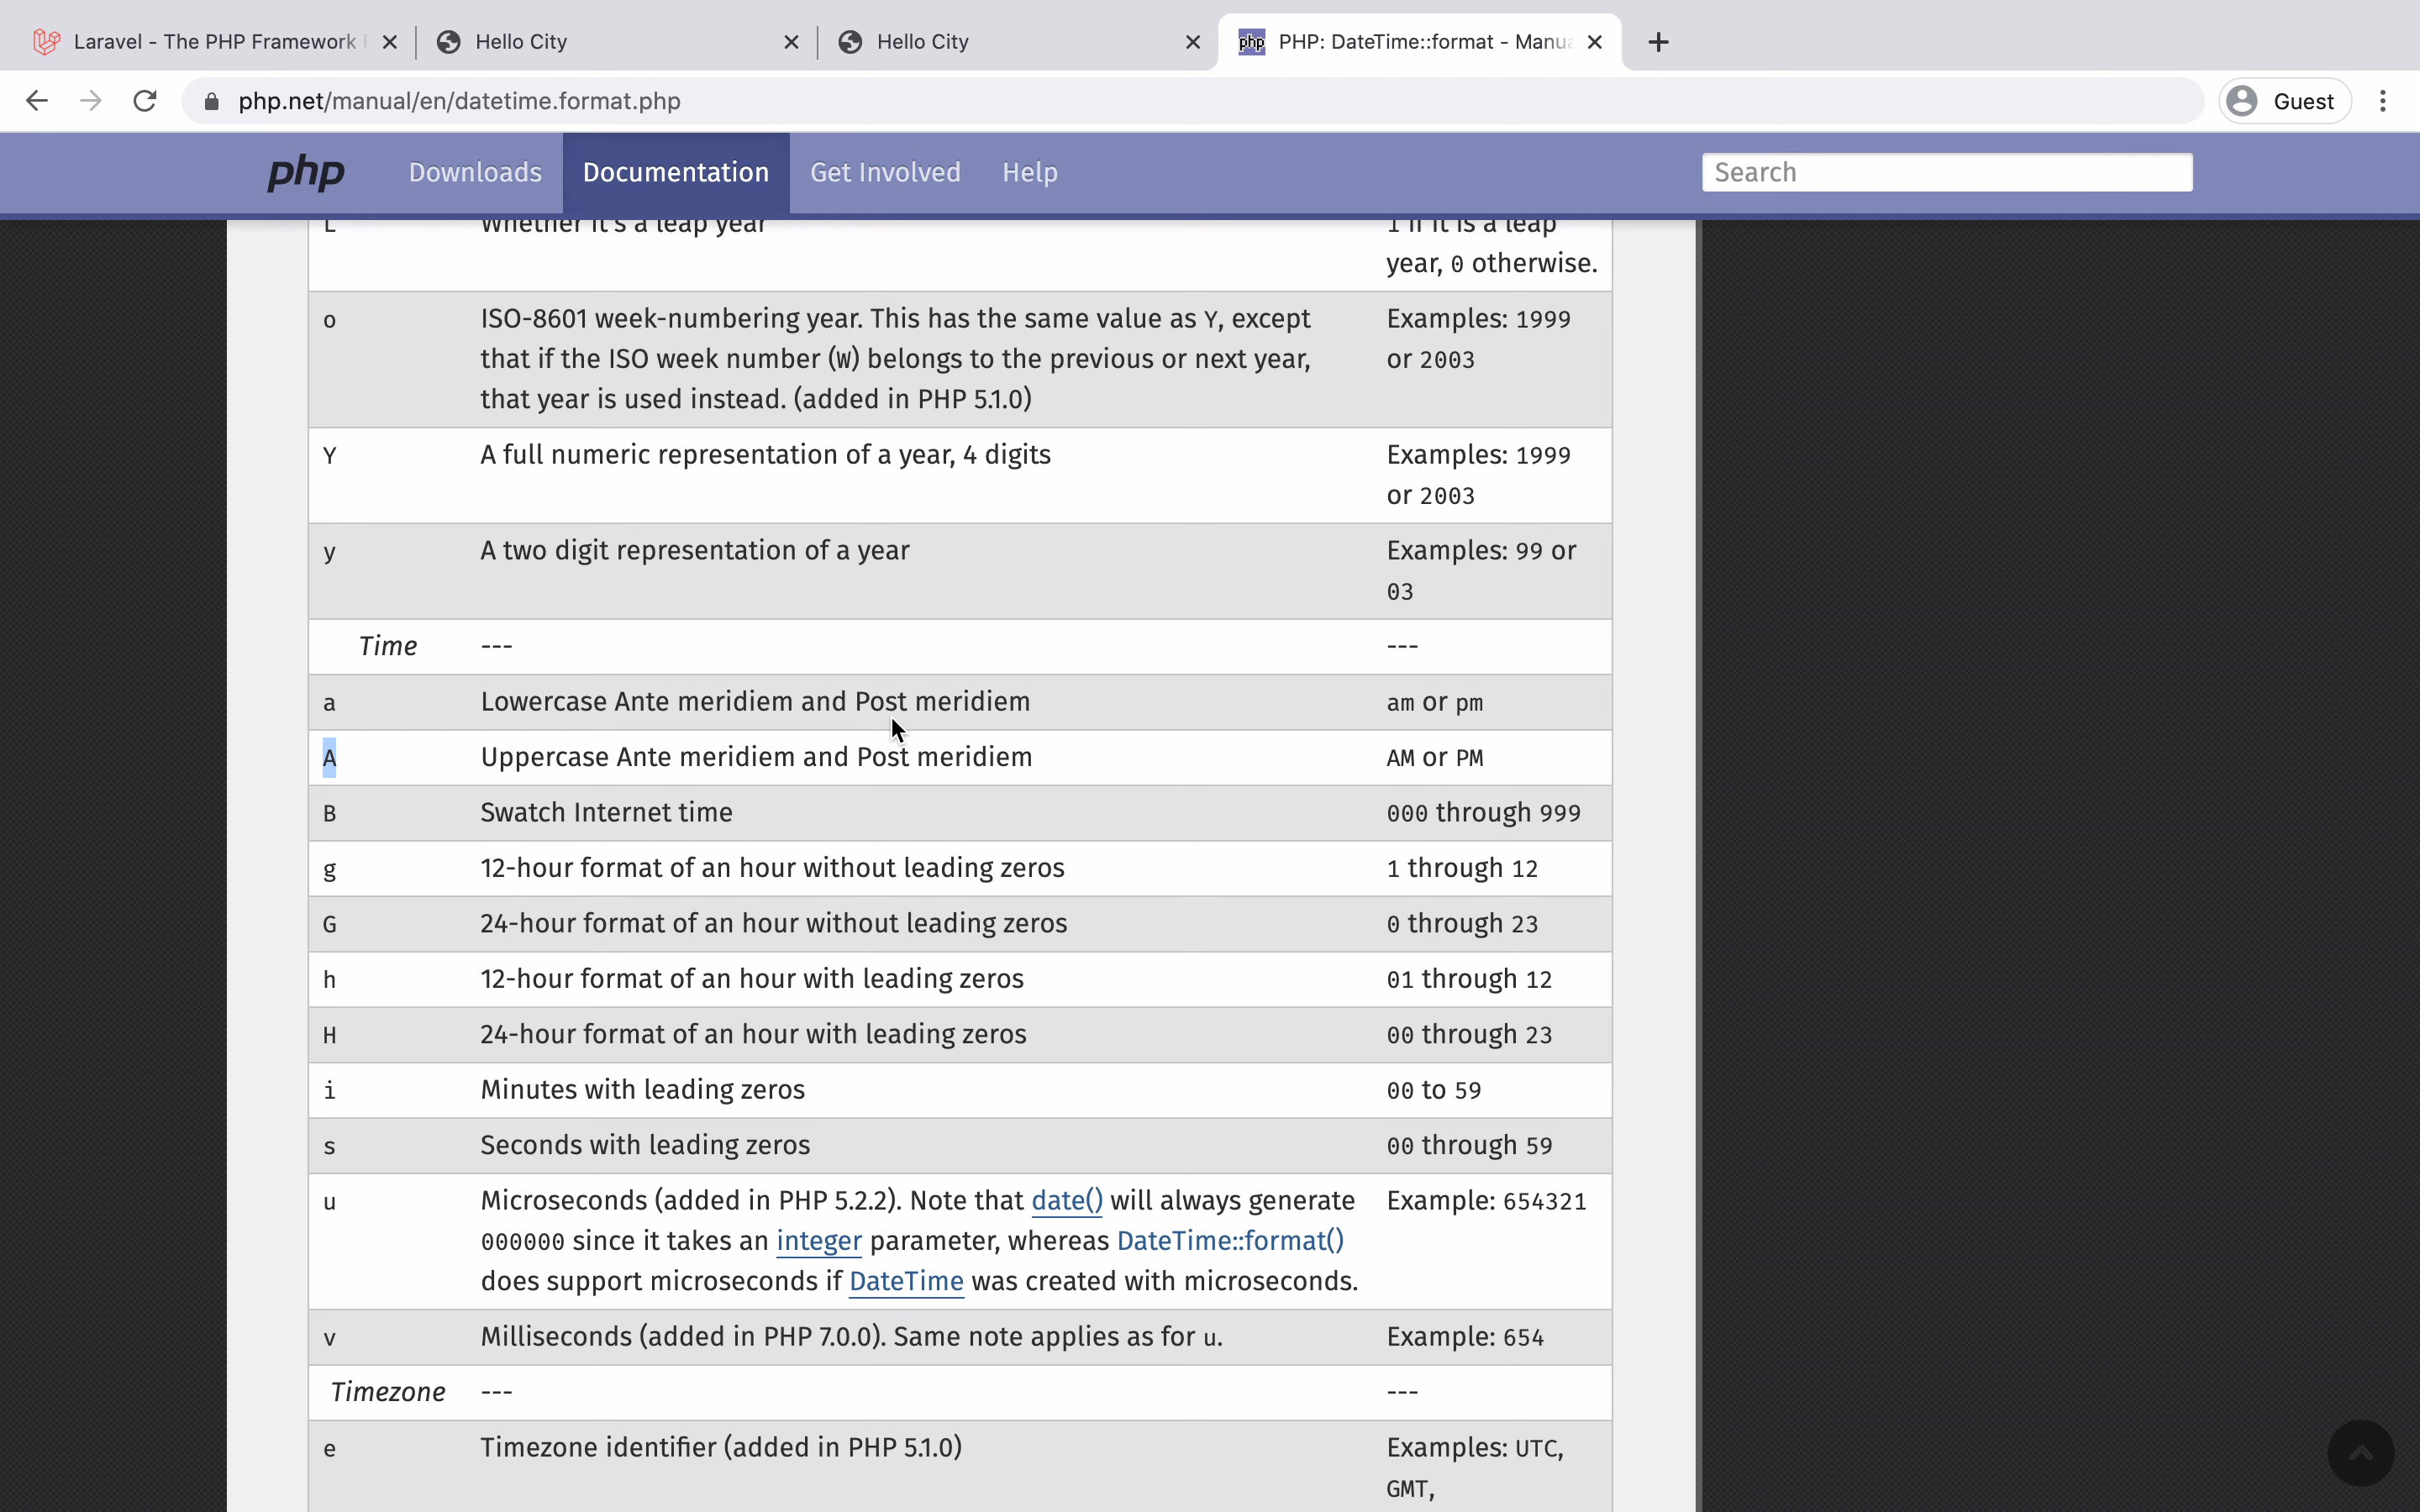 Laravel - The PHP Framework
Hello City
Hello City
php PHP: DateTime::format - Manua
php.net/manual/en/datetime.format.php
Guest
php Downloads Documentation Get Involved Help Search
L Whether it's a leap year 1 if it is a leap
year, 0 otherwise.
o ISO-8601 week-numbering year. This has the same value as Y, except Examples: 1999
that if the ISO week number (W) belongs to the previous or next year, or 2003
that year is used instead. (added in PHP 5.1.0)
Y A full numeric representation of a year, 4 digits Examples: 1999
or 2003
y A two digit representation of a year Examples: 99 or
03
Time --- ---
a Lowercase Ante meridiem and Post meridiem am or pm
A Uppercase Ante meridiem and Post meridiem AM or PM
B Swatch Internet time 000 through 999
g 12-hour format of an hour without leading zeros 1 through 12
G 24-hour format of an hour without leading zeros 0 through 23
h 12-hour format of an hour with leading zeros 01 through 12
H 24-hour format of an hour with leading zeros 00 through 23
i Minutes with leading zeros 00 to 59
s Seconds with leading zeros 00 through 59
u Microseconds (added in PHP 5.2.2). Note that date() will always generate Example: 654321
000000 since it takes an integer parameter, whereas DateTime::format()
does support microseconds if DateTime was created with microseconds.
v Milliseconds (added in PHP 7.0.0). Same note applies as for u. Example: 654
Timezone --- ---
e Timezone identifier (added in PHP 5.1.0) Examples: UTC,
GMT,